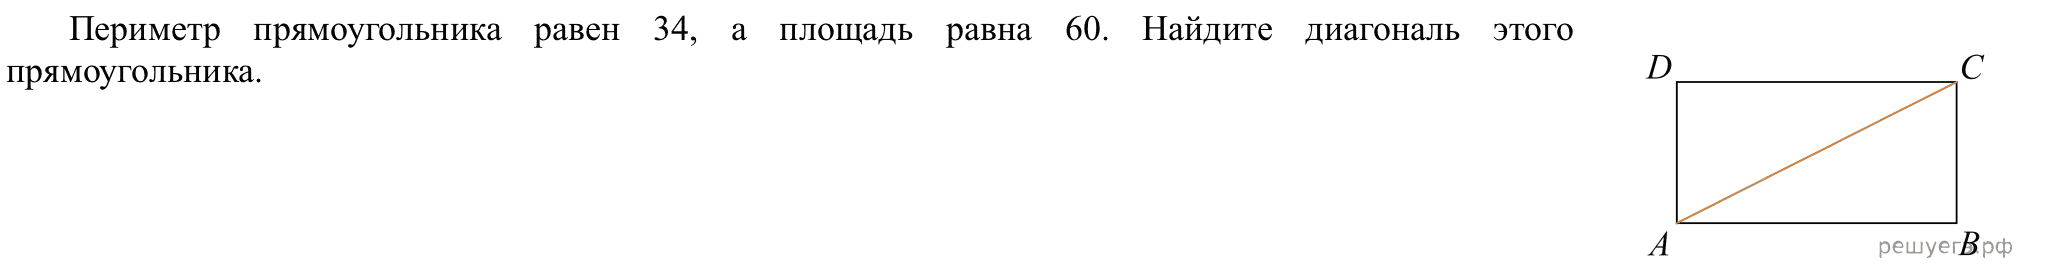 Периметр прямоугольника равен 34, а площадь равна 60. Найдите диагональ этого
прямоугольника.
D
C
A
B
решуегэ.рф